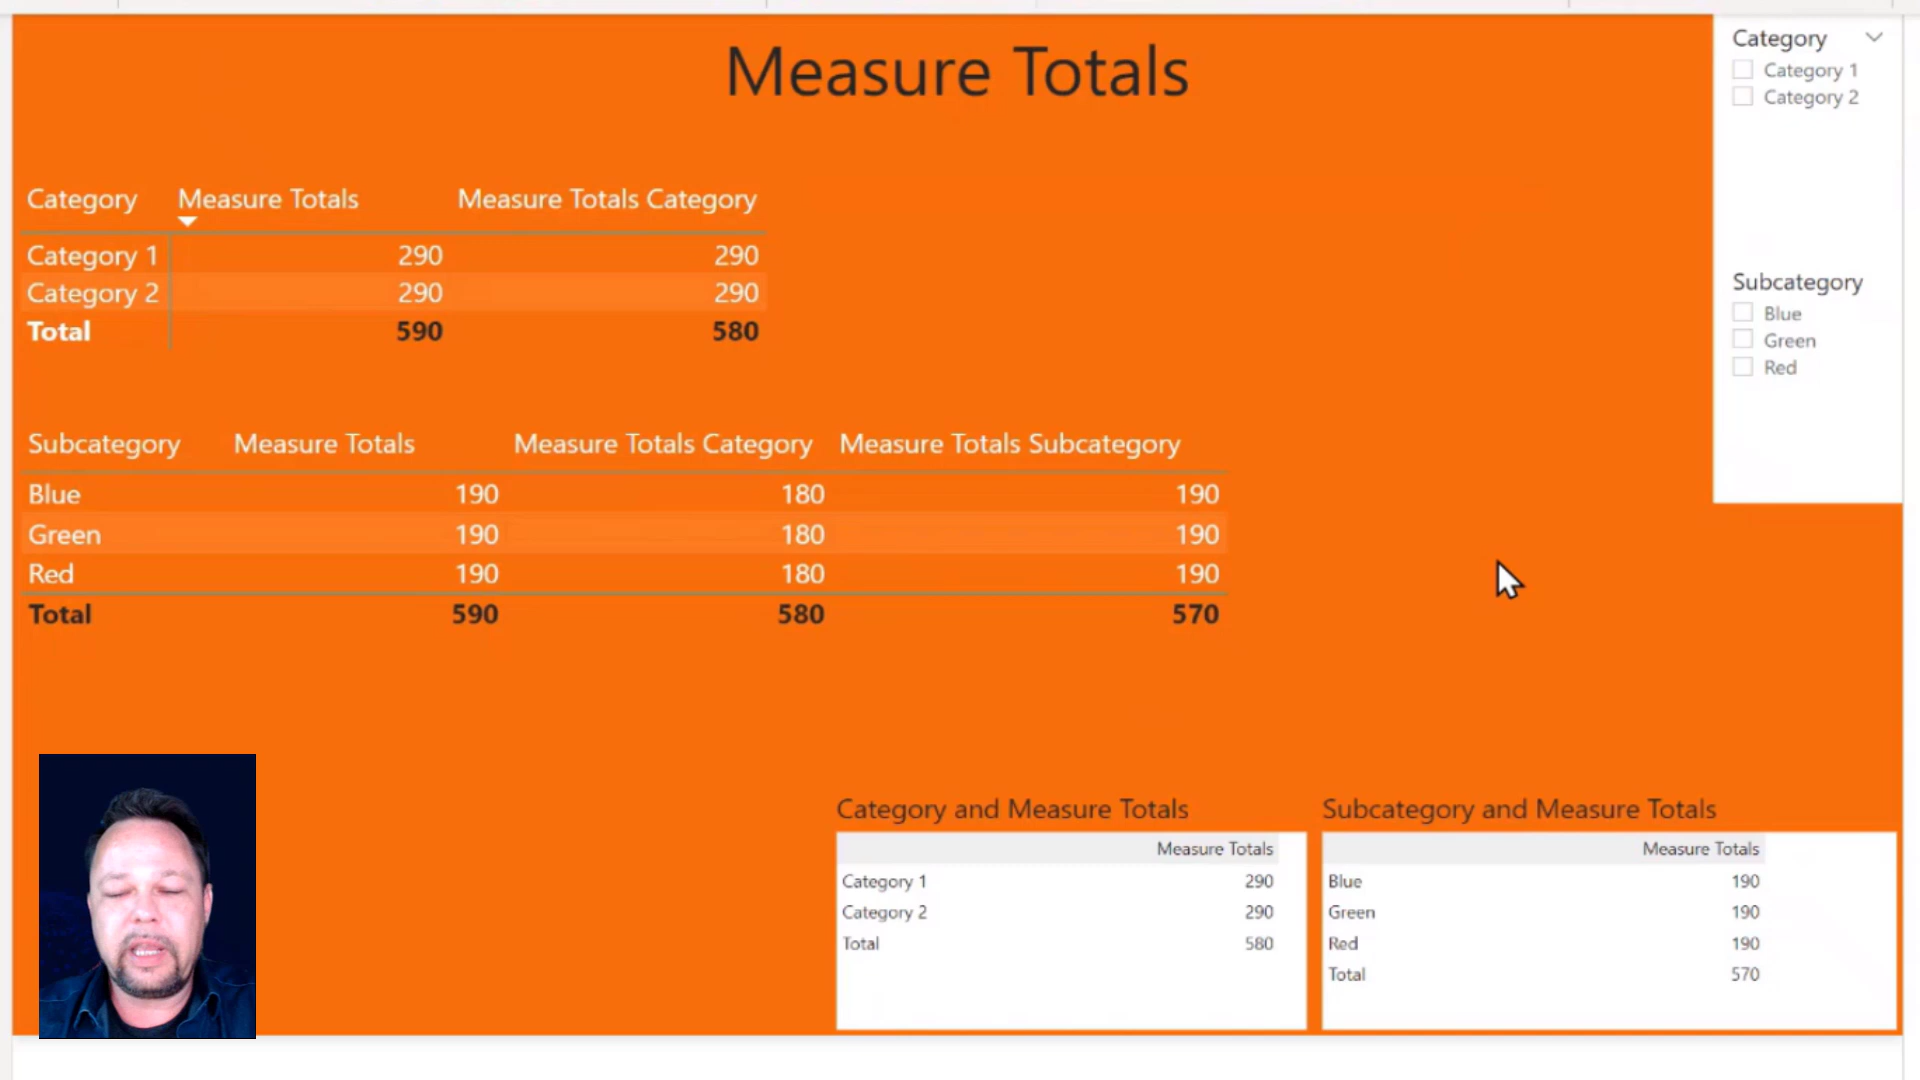 Measure Totals
Category Measure Totals Measure Totals Category
Category 1 290 290
Category 2 290 290
Total 590 580
Subcategory Measure Totals Measure Totals Category Measure Totals Subcategory
Blue 190 180 190
Green 190 180 190
Red 190 180 190
Total 590 580 570
Category
Category 1
Category 2
Subcategory
Blue
Green
Red
Category and Measure Totals
Measure Totals
Category 1 290
Category 2 290
Total 580
Subcategory and Measure Totals
Measure Totals
Blue 190
Green 190
Red 190
Total 570